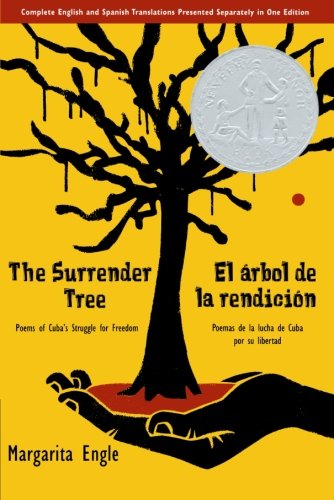 Complete English and Spanish Translations Presented Separately in One Edition
The Surrender
Tree
Poems of Cuba's Struggle for Freedom
El árbol de
la rendición
Poemas de la lucha de Cuba
por su libertad
Margarita Engle